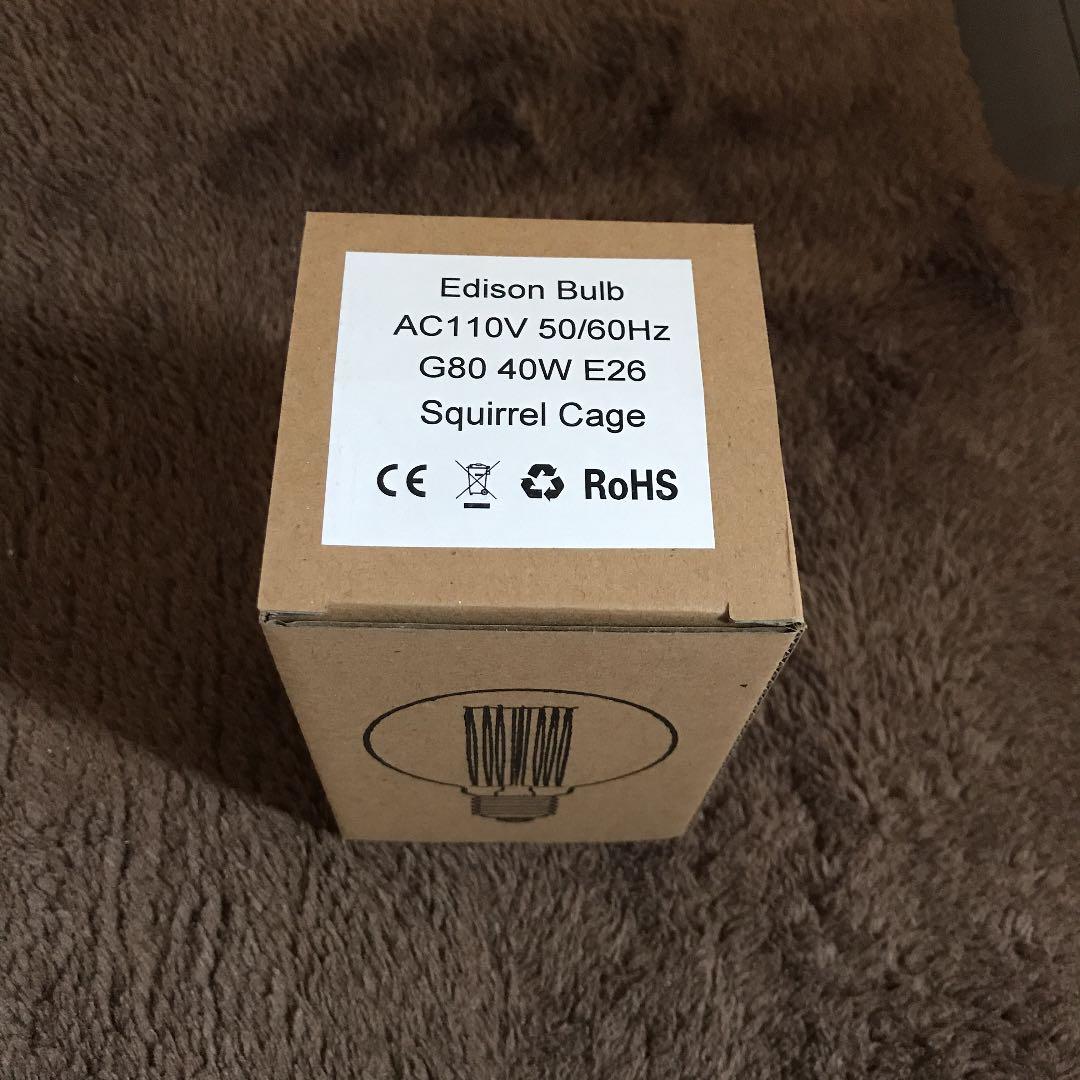 Edison Bulb
AC110V 50/60Hz
G80 40W E26
Squirrel Cage
CE RoHS